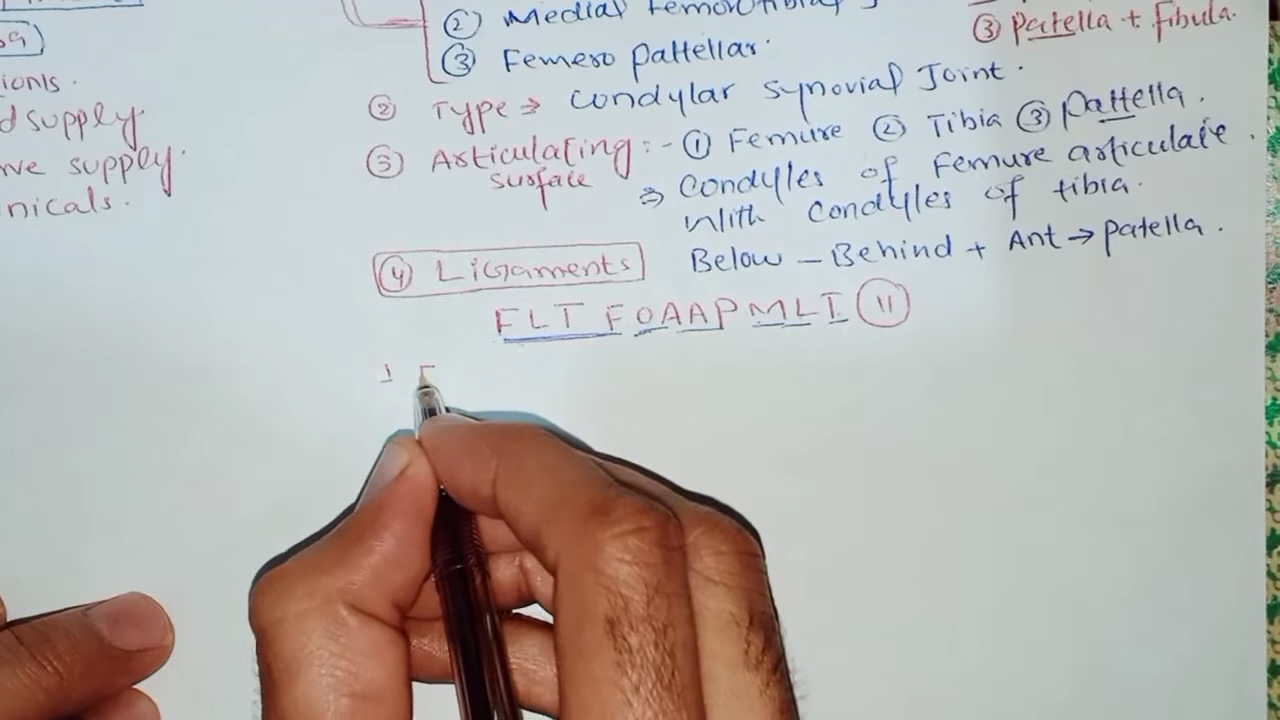 ② Medial
③ Femero pattellar.
③ patella + fibula.
ionis.
d supply.
ve supply.
nicals.
② Type ⇒ condylar synovial Joint.
③ Articulating surface :- ① Femure ② Tibia ③ pattella.
⇒ condyles of Femure articulate
with condyles of tibia.
Below - Behind + Ant → patella.
④ Ligaments
FLT FOAAPMLI ⑪
1